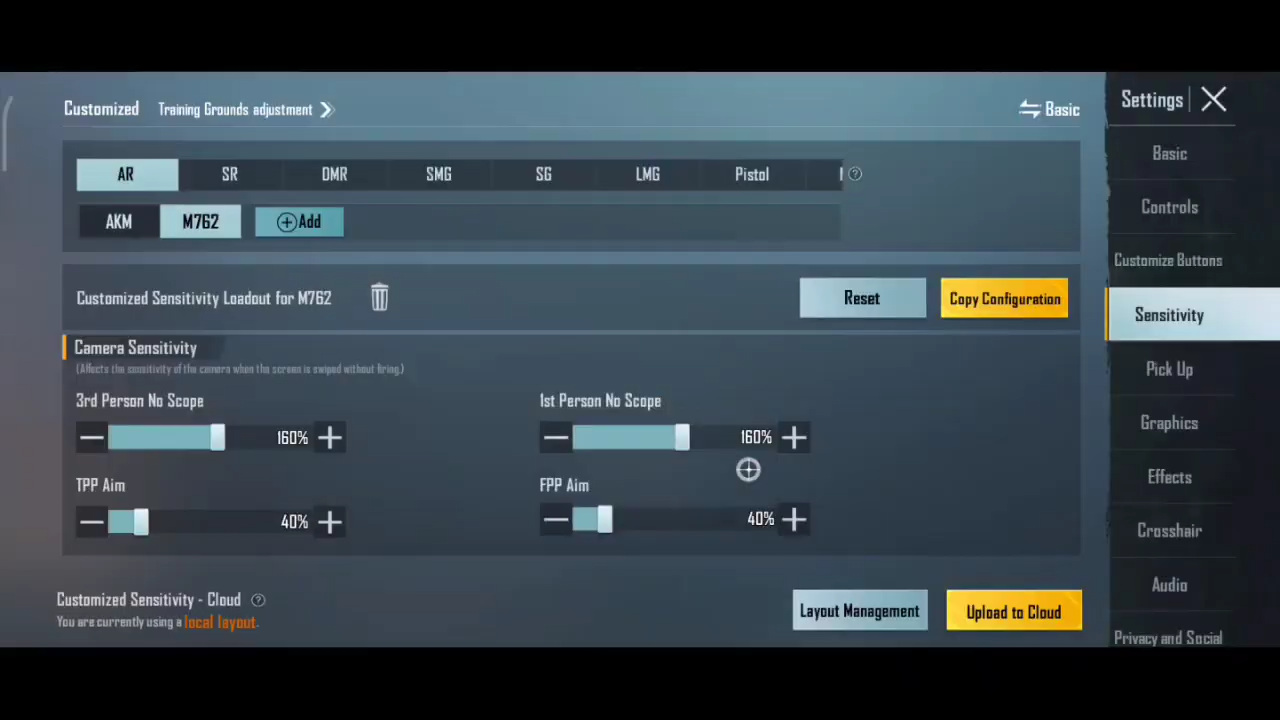 Customized Training Grounds adjustment Basic
AR SR DMR SMG SG LMG Pistol
AKM M762 Add
Customized Sensitivity Loadout for M762 Reset Copy Configuration
Camera Sensitivity
(Affects the sensitivity of the camera when the screen is swiped without firing.)
3rd Person No Scope 1st Person No Scope
160% 160%
TPP Aim FPP Aim
40% 40%
Customized Sensitivity - Cloud
You are currently using a local layout.
Layout Management Upload to Cloud
Settings
Basic
Controls
Customize Buttons
Sensitivity
Pick Up
Graphics
Effects
Crosshair
Audio
Privacy and Social